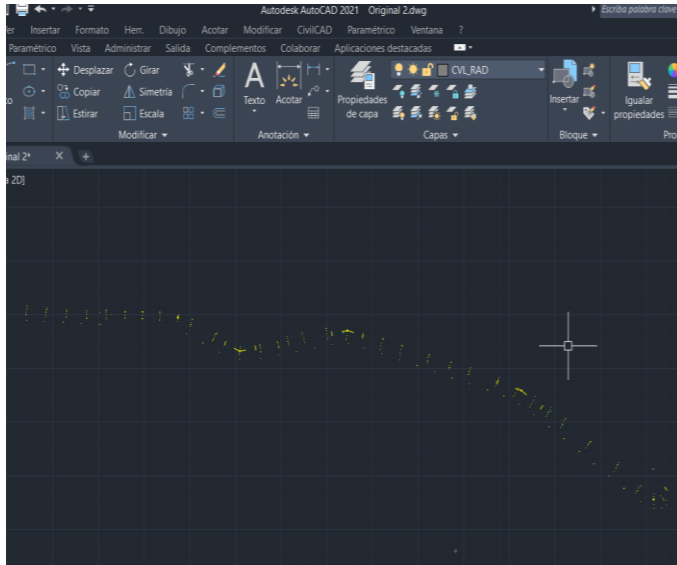 Autodesk AutoCAD 2021 Original 2.dwg
Escriba palabra clave
Ver Insertar Formato Herr. Dibujo Acotar Modificar CivilCAD Paramétrico Ventana ?
Paramétrico Vista Administrar Salida Complementos Colaborar Aplicaciones destacadas
Desplazar Girar
CVL_RAD
Copiar Simetría
Texto Acotar Propiedades
de capa
Insertar Igualar
propiedades
Estirar Escala
Modificar Anotación Capas Bloque Pro
inal 2*
a 2D]